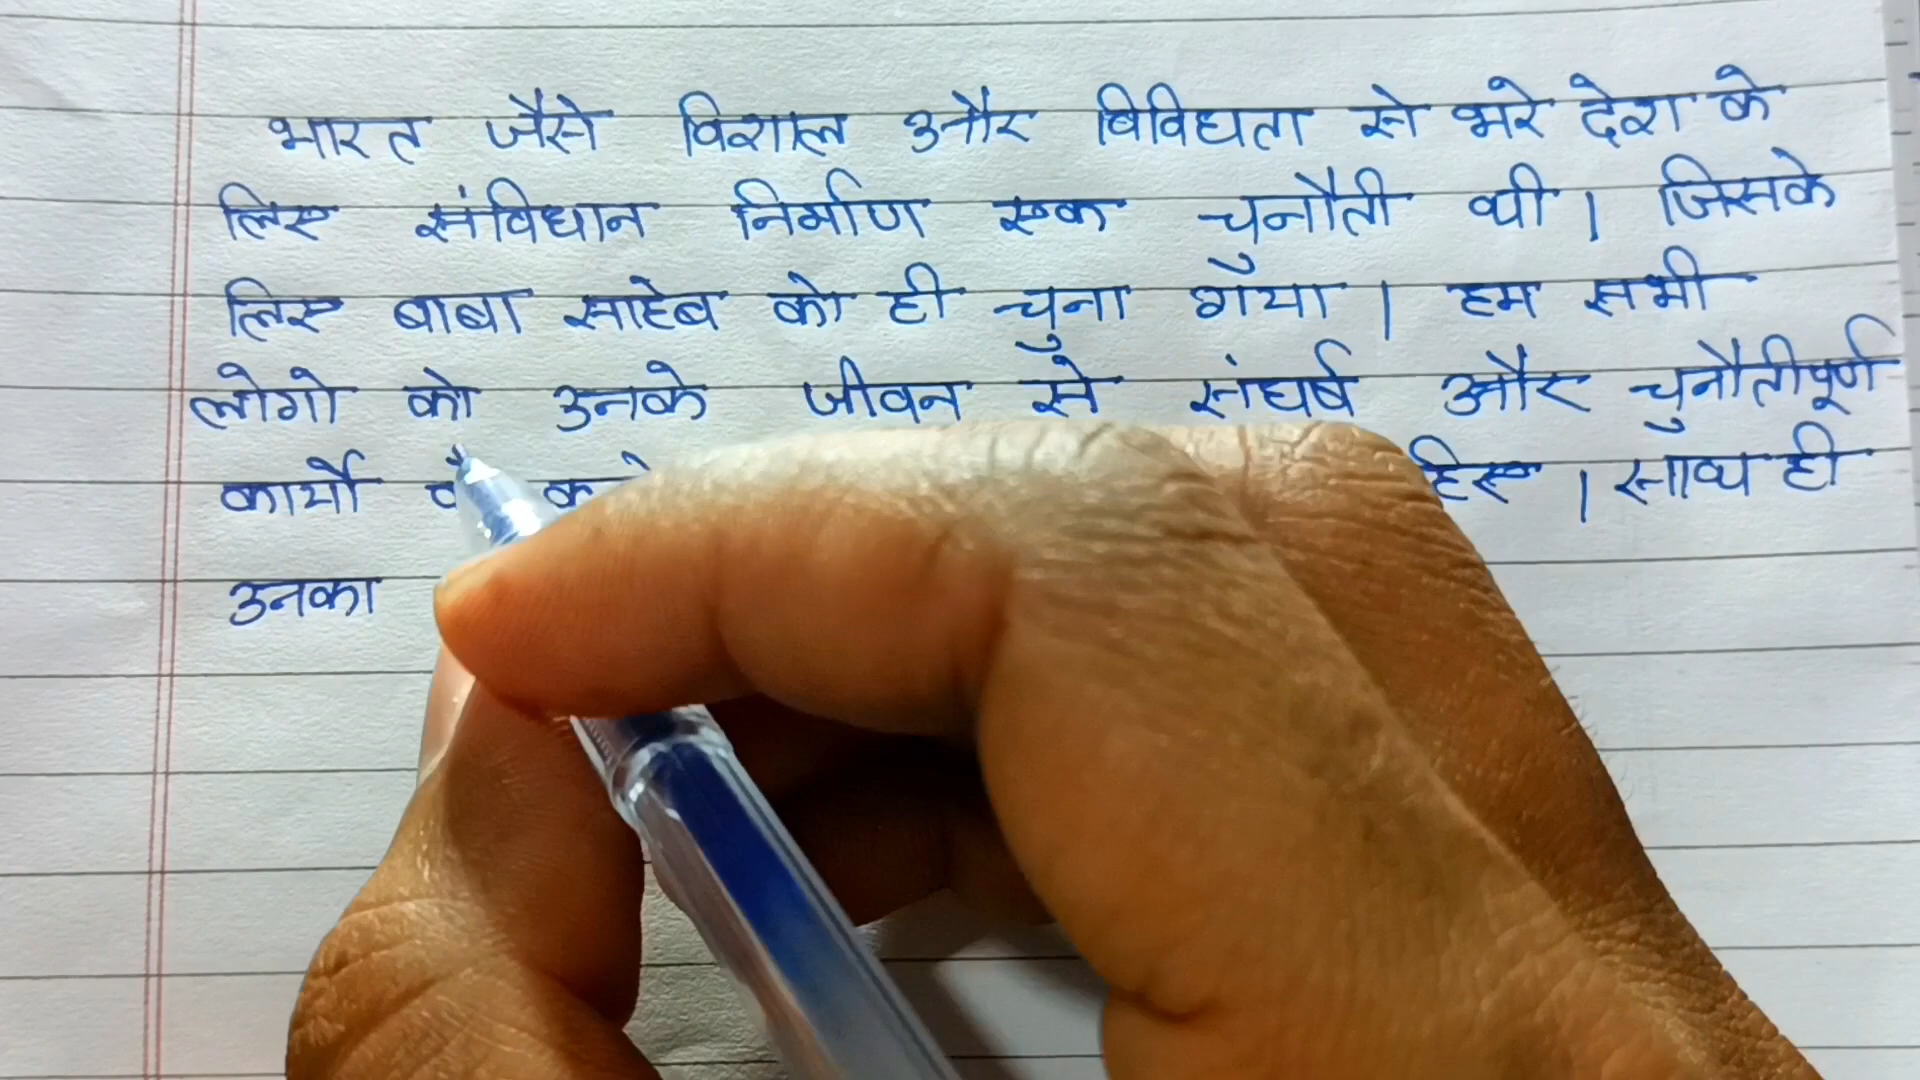 भारत जैसे विशाल और विविधता से भरे देश के
लिए संविधान निर्माण एक चुनौती थी। जिसके
लिए बाबा साहेब को ही चुना गया। हम सभी
लोगो को उनके जीवन से संघर्ष और चुनौतीपूर्ण
कार्यो । साथ ही
उनका